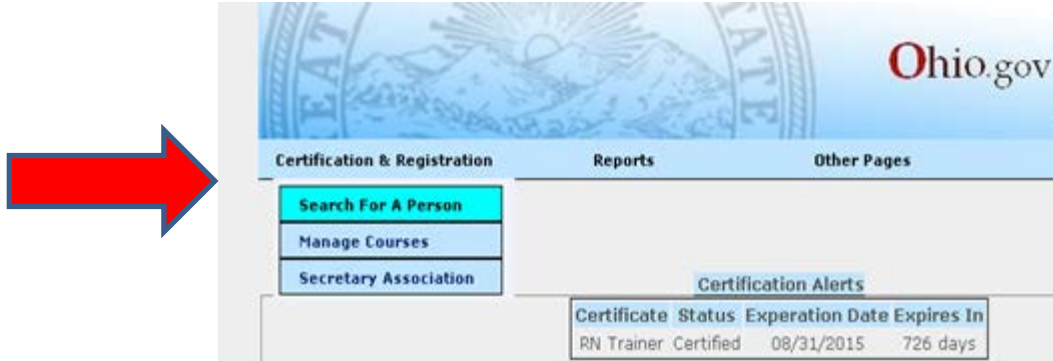 Ohio.gov
Certification & Registration Reports Other Pages
Search For A Person
Manage Courses
Secretary Association
Certification Alerts
Certificate Status Experation Date Expires In
RN Trainer Certified 08/31/2015 726 days